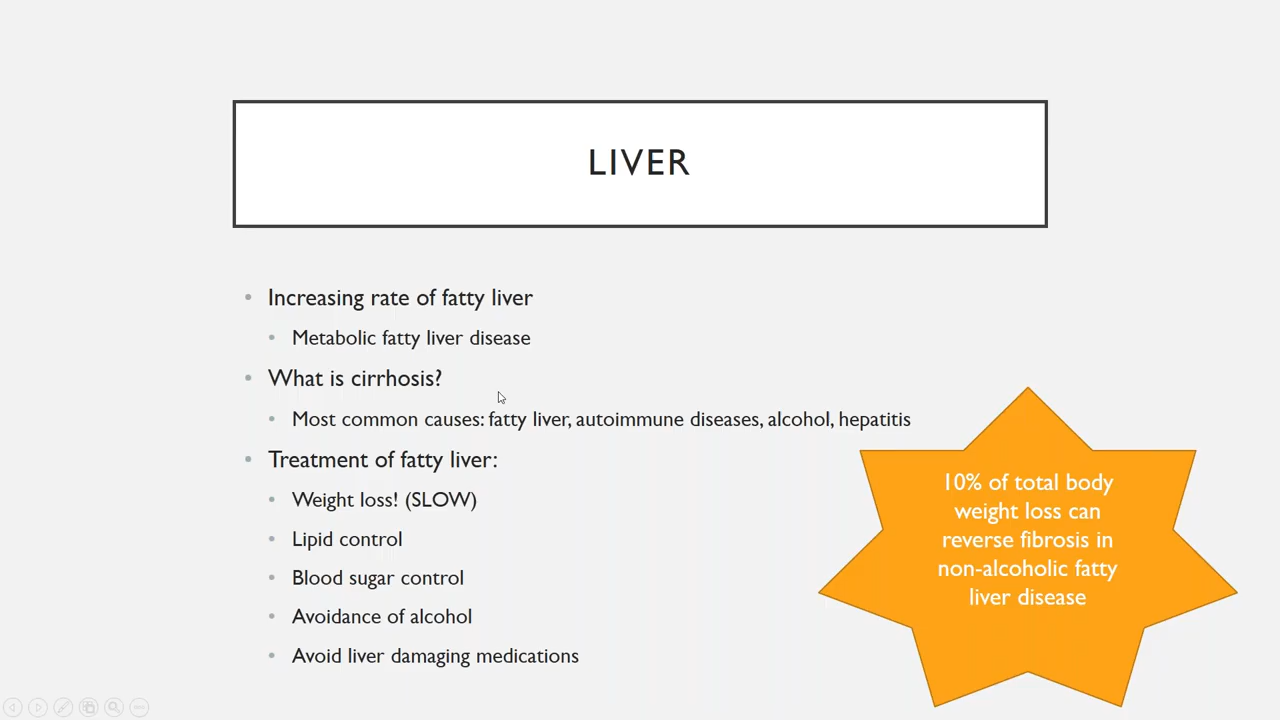 LIVER
• Increasing rate of fatty liver
• Metabolic fatty liver disease
• What is cirrhosis?
• Most common causes: fatty liver, autoimmune diseases, alcohol, hepatitis
• Treatment of fatty liver:
• Weight loss! (SLOW)
• Lipid control
• Blood sugar control
• Avoidance of alcohol
• Avoid liver damaging medications
10% of total body
weight loss can
reverse fibrosis in
non-alcoholic fatty
liver disease